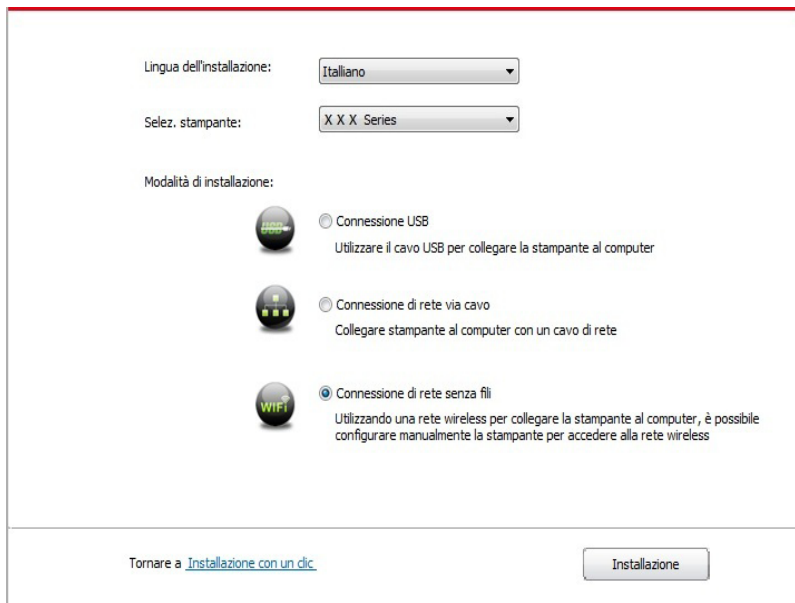 Lingua dell'installazione: Italiano
Selez. stampante: X X X Series
Modalità di installazione:
USB
Connessione USB
Utilizzare il cavo USB per collegare la stampante al computer
Connessione di rete via cavo
Collegare stampante al computer con un cavo di rete
WiFi
Connessione di rete senza fili
Utilizzando una rete wireless per collegare la stampante al computer, è possibile
configurare manualmente la stampante per accedere alla rete wireless
Tornare a Installazione con un clic
Installazione